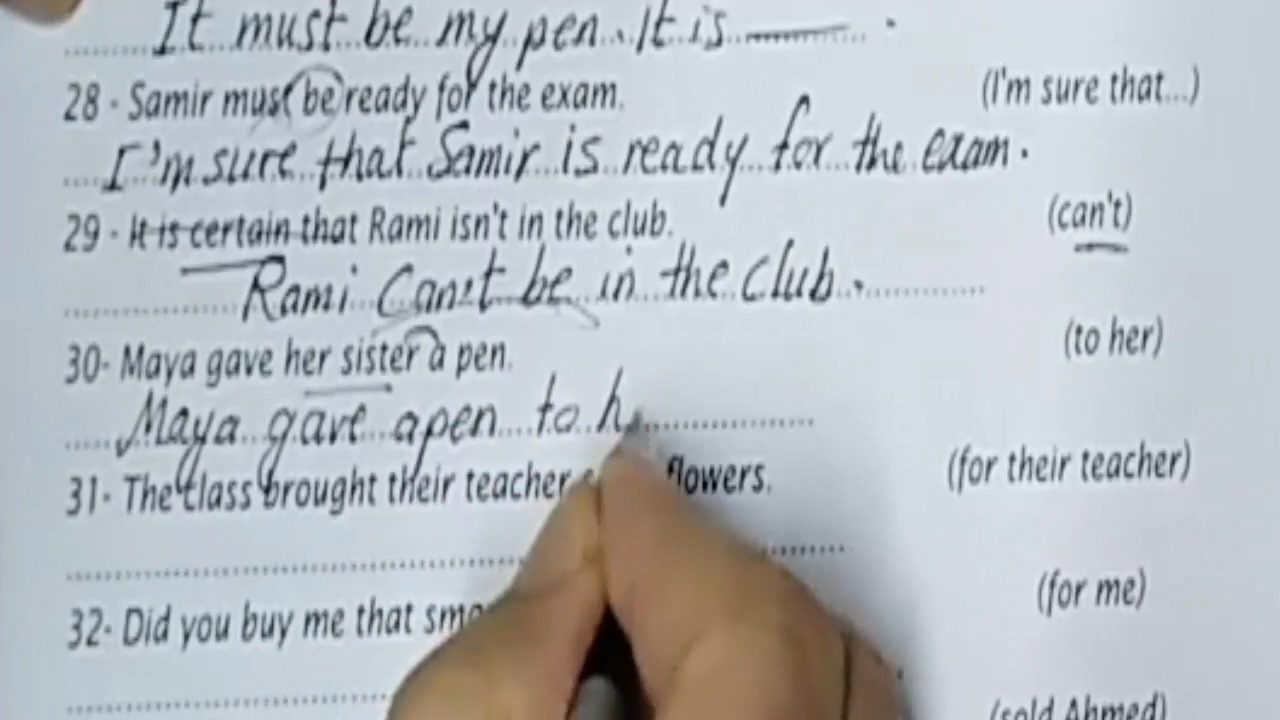 It must be my pen. It is ______ .
28 - Samir must be ready for the exam. (I'm sure that...)
I'm sure that Samir is ready for the exam.
29 - It is certain that Rami isn't in the club. (can't)
Rami Can't be in the club.
30- Maya gave her sister a pen. (to her)
Maya gave apen to h
31- The class brought their teacher flowers. (for their teacher)
32- Did you buy me that (for me)
(sold Ahmed)